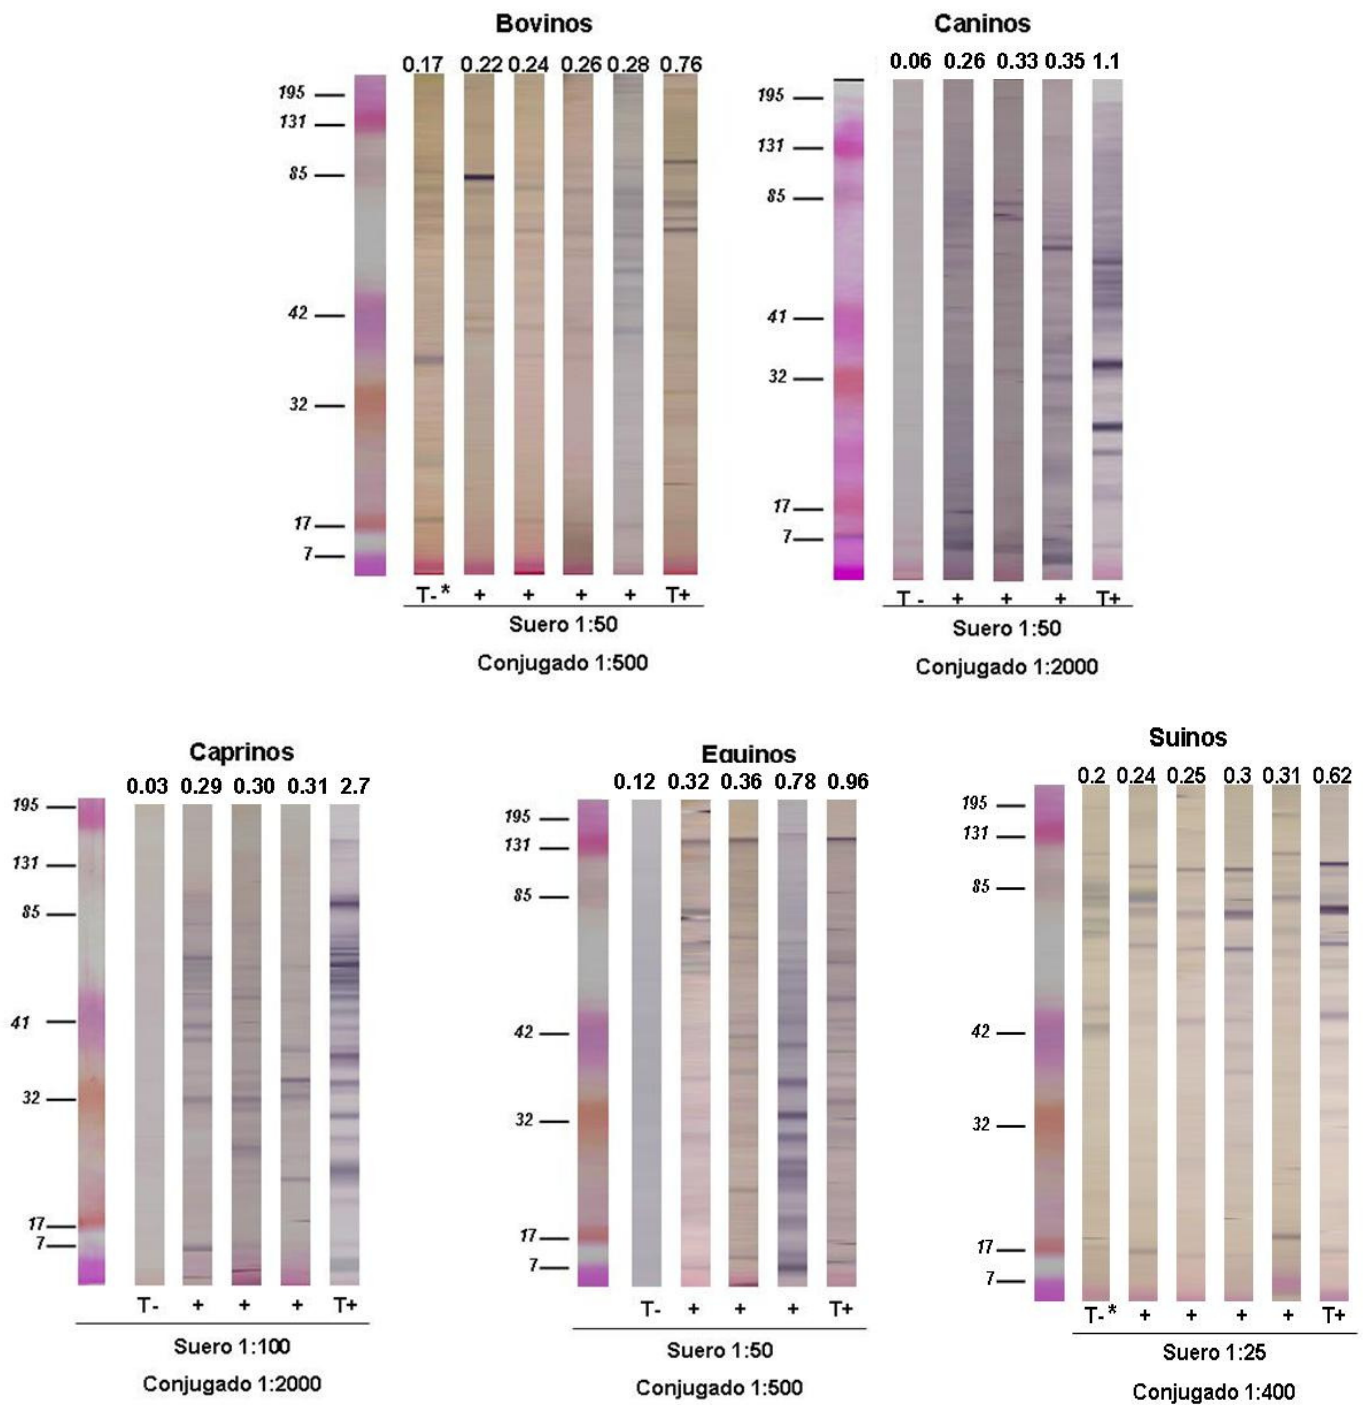 Bovinos
0.17 0.22 0.24 0.26 0.28 0.76
195
131
85
42
32
17
7
T-* + + + + T+
Suero 1:50
Conjugado 1:500
Caninos
0.06 0.26 0.33 0.35 1.1
195
131
85
41
32
17
7
T - + + + T+
Suero 1:50
Conjugado 1:2000
Caprinos
0.03 0.29 0.30 0.31 2.7
195
131
85
41
32
17
7
T- + + + T+
Suero 1:100
Conjugado 1:2000
Equinos
0.12 0.32 0.36 0.78 0.96
195
131
85
42
32
17
7
T- + + + T+
Suero 1:50
Conjugado 1:500
Suinos
0.2 0.24 0.25 0.3 0.31 0.62
195
131
85
42
32
17
7
T-* + + + + T+
Suero 1:25
Conjugado 1:400